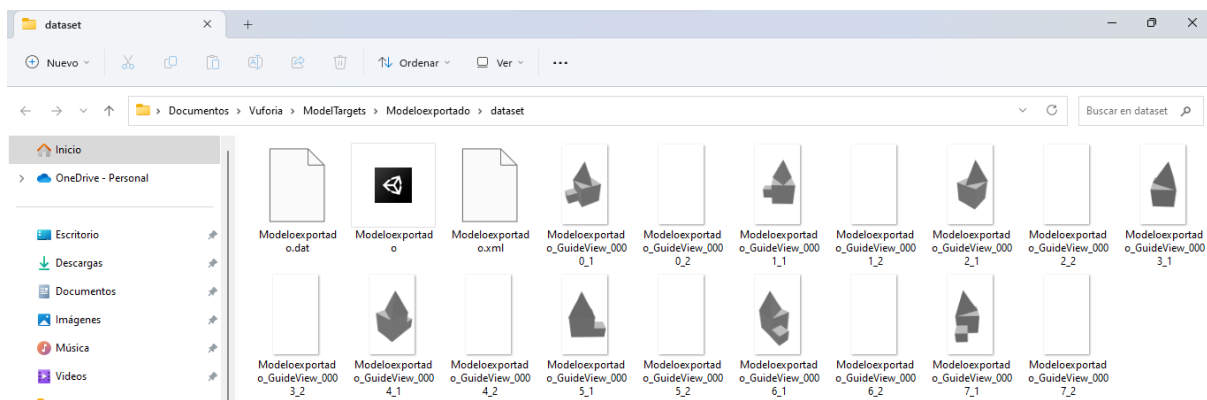 dataset
Nuevo
Ordenar
Ver
Documentos > Vuforia > ModelTargets > Modeloexportado > dataset
Buscar en dataset
Inicio
OneDrive - Personal
Escritorio
Descargas
Documentos
Imágenes
Música
Videos
Modeloexportad
o.dat
Modeloexportad
o
Modeloexportad
o.xml
Modeloexportad
o_GuideView_000
0_1
Modeloexportad
o_GuideView_000
0_2
Modeloexportad
o_GuideView_000
1_1
Modeloexportad
o_GuideView_000
1_2
Modeloexportad
o_GuideView_000
2_1
Modeloexportad
o_GuideView_000
2_2
Modeloexportad
o_GuideView_000
3_1
Modeloexportad
o_GuideView_000
3_2
Modeloexportad
o_GuideView_000
4_1
Modeloexportad
o_GuideView_000
4_2
Modeloexportad
o_GuideView_000
5_1
Modeloexportad
o_GuideView_000
5_2
Modeloexportad
o_GuideView_000
6_1
Modeloexportad
o_GuideView_000
6_2
Modeloexportad
o_GuideView_000
7_1
Modeloexportad
o_GuideView_000
7_2